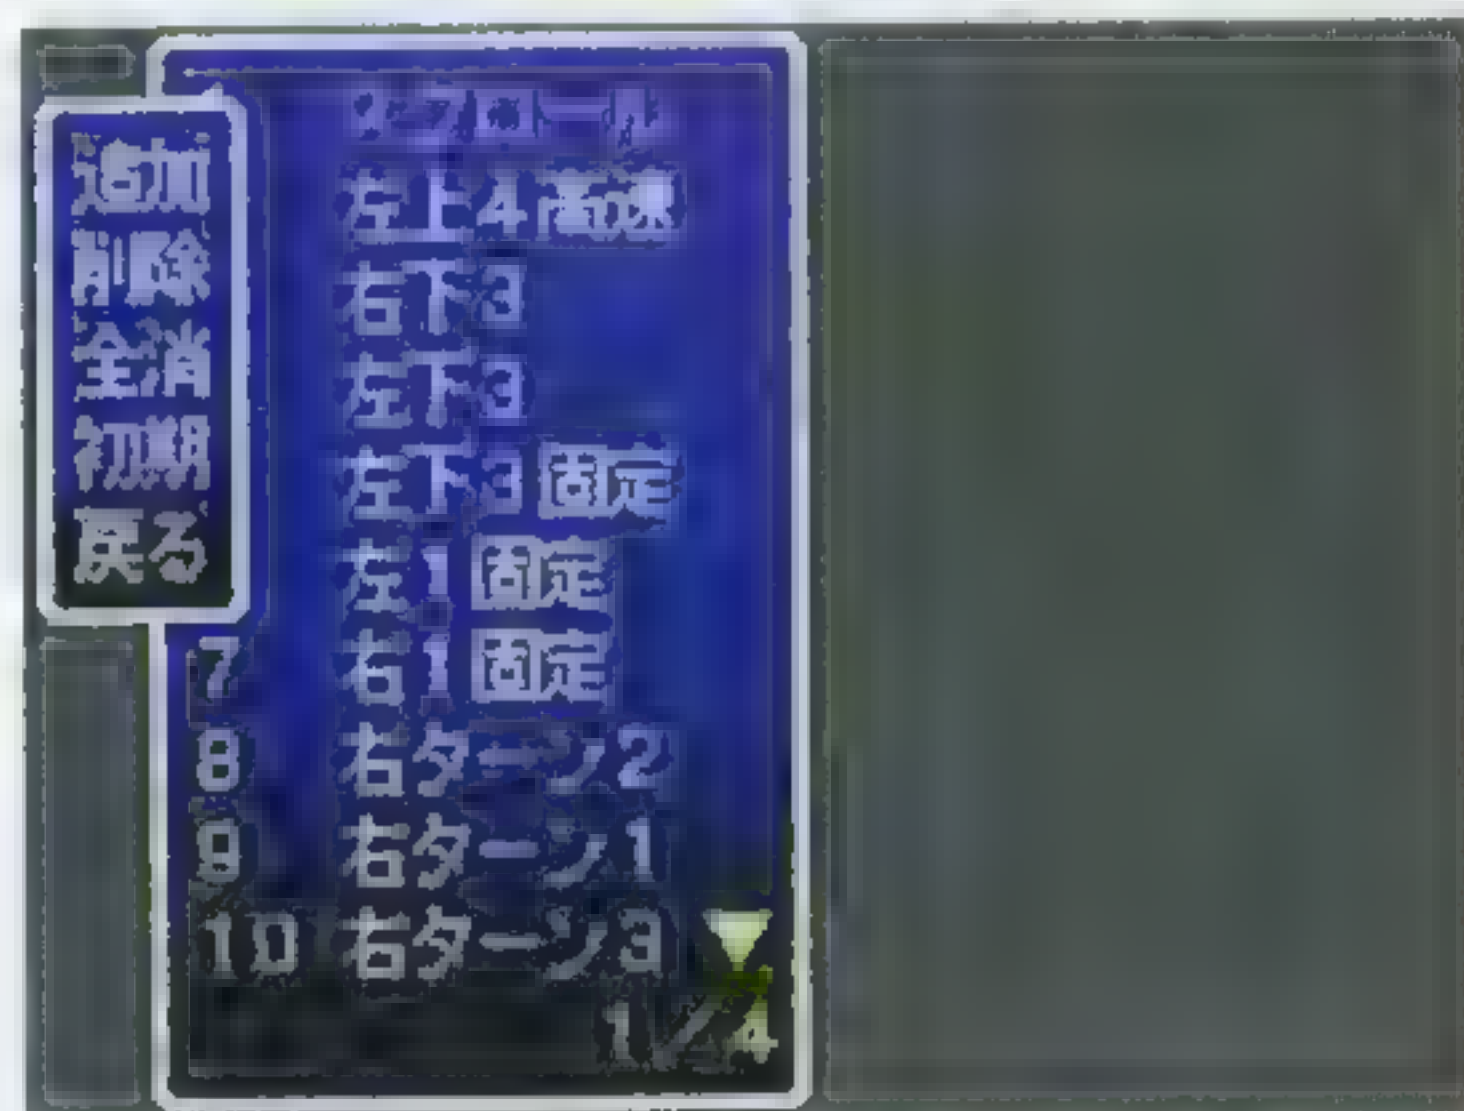 追加
削除
全消
初期
戻る
左上4高速
右下3
左下3
左下3固定
左1固定
7 右1固定
8 右ターン2
9 右ターン1
10 右ターン3
1/4